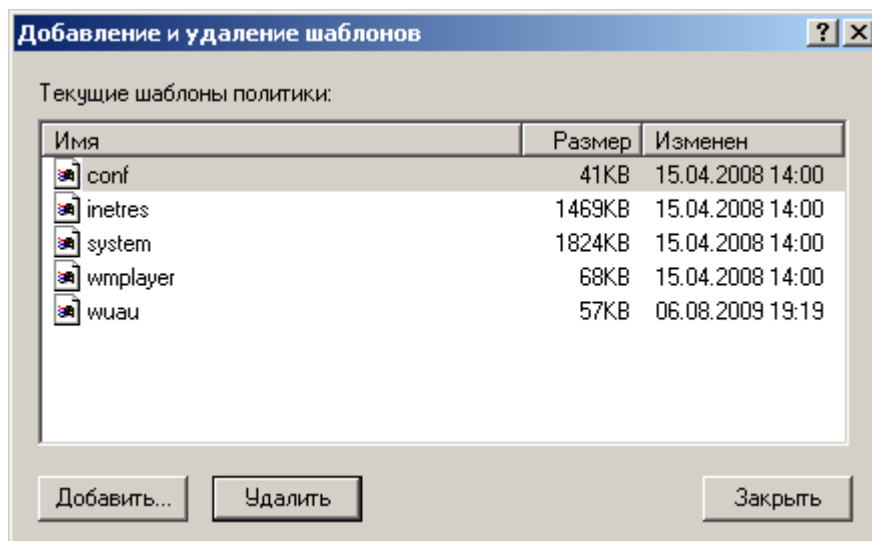 Добавление и удаление шаблонов
Текущие шаблоны политики:
Имя Размер Изменен
conf 41KB 15.04.2008 14:00
inetres 1469KB 15.04.2008 14:00
system 1824KB 15.04.2008 14:00
wmplayer 68KB 15.04.2008 14:00
wuau 57KB 06.08.2009 19:19
Добавить... Удалить Закрыть